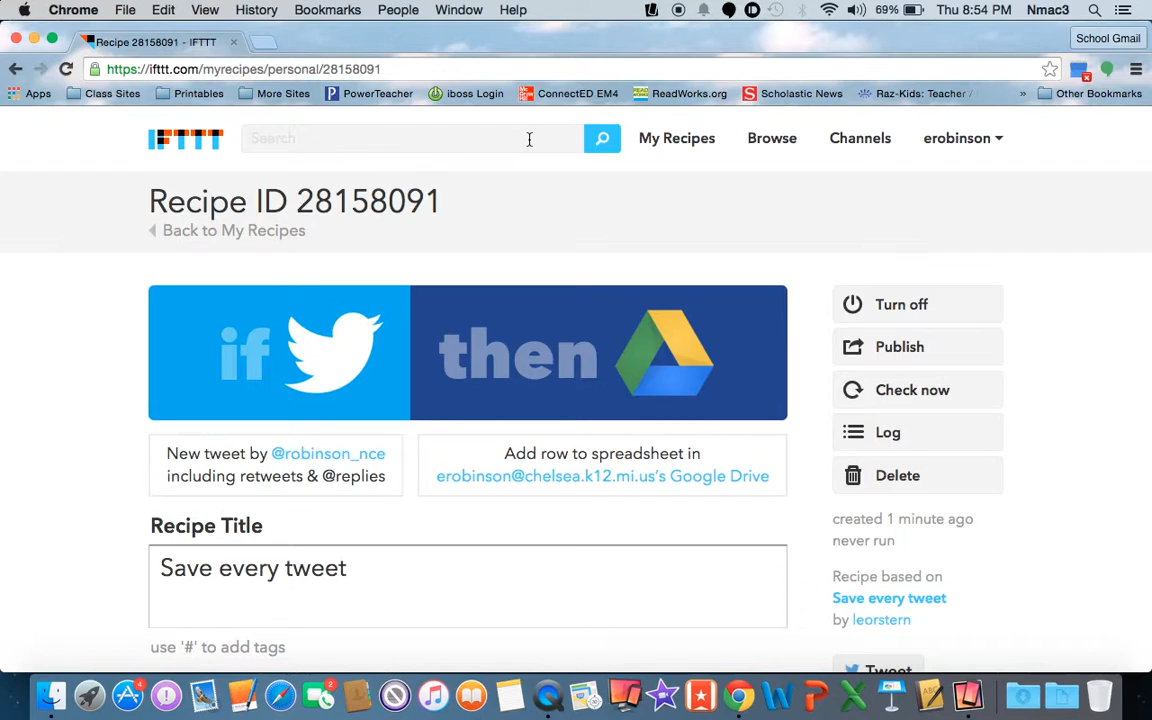 Chrome File Edit View History Bookmarks People Window Help 69% Thu 8:54 PM Nmac3
Recipe 28158091 - IFTTT × School Gmail
https://ifttt.com/myrecipes/personal/28158091
Apps Class Sites Printables More Sites PowerTeacher iboss Login ConnectED EM4 ReadWorks.org Scholastic News Raz-Kids: Teacher / » Other Bookmarks
IFTTT Search My Recipes Browse Channels erobinson
Recipe ID 28158091
Back to My Recipes
if then
Turn off
Publish
Check now
Log
Delete
New tweet by @robinson_nce
including retweets & @replies
Add row to spreadsheet in
erobinson@chelsea.k12.mi.us's Google Drive
Recipe Title
Save every tweet
use '#' to add tags
created 1 minute ago
never run
Recipe based on
Save every tweet
by leorstern
Tweet
4
2